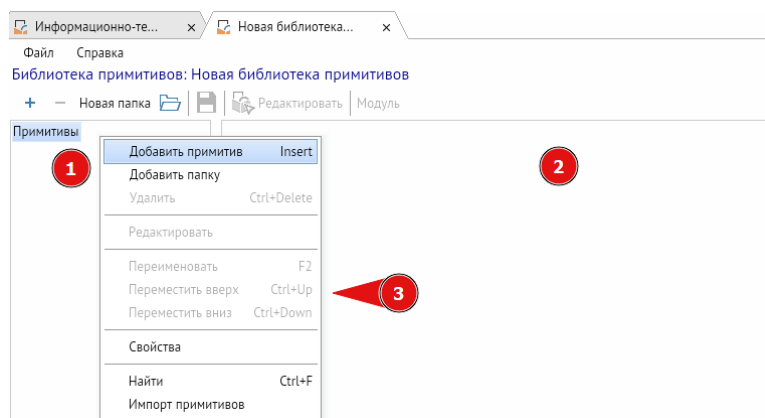 Информационно-те... x Новая библиотека... x
Файл Справка
Библиотека примитивов: Новая библиотека примитивов
+ − Новая папка Редактировать Модуль
Примитивы
Добавить примитив Insert
1
2
Добавить папку
Удалить Ctrl+Delete
Редактировать
Переименовать F2
Переместить вверх Ctrl+Up
3
Переместить вниз Ctrl+Down
Свойства
Найти Ctrl+F
Импорт примитивов